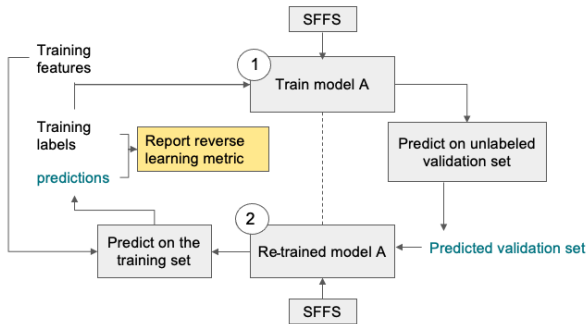 SFFS
Training
features
1
Train model A
Training
labels
Report reverse
learning metric
Predict on unlabeled
validation set
predictions
2
Predict on the
training set
Re-trained model A
Predicted validation set
SFFS